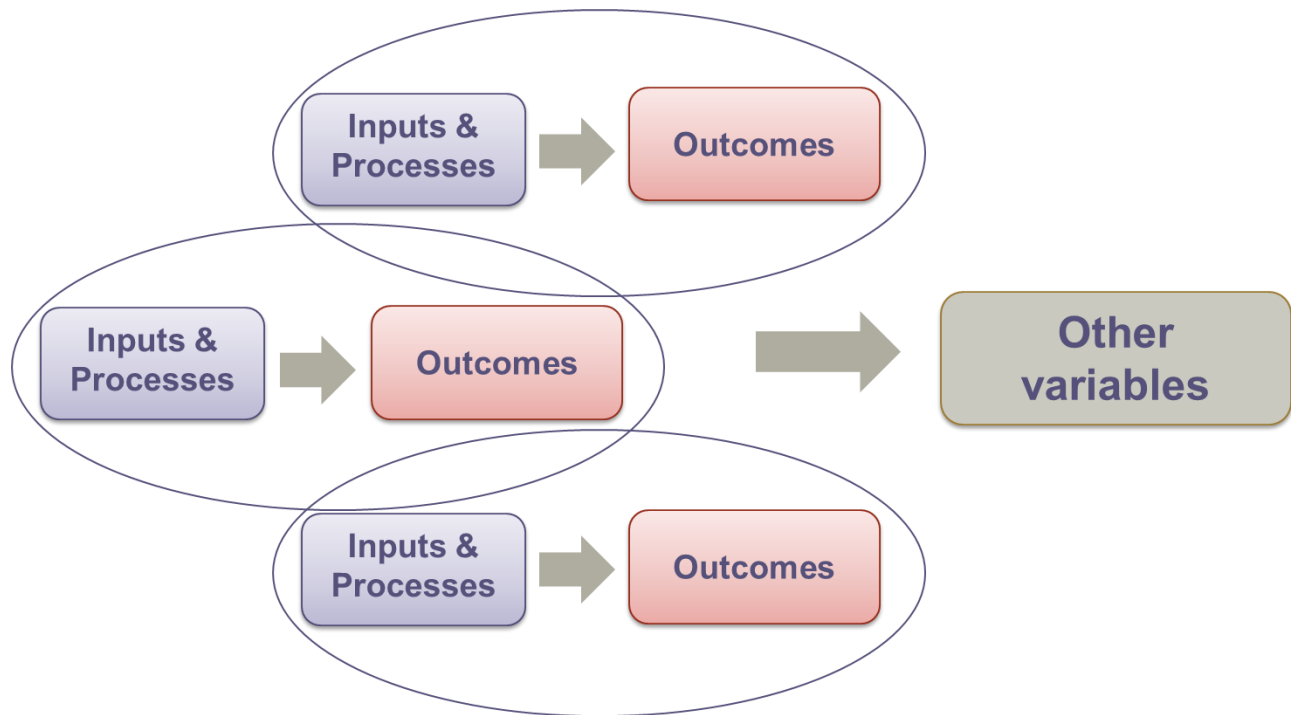 Inputs &
Processes
Outcomes
Inputs &
Processes
Outcomes
Other
variables
Inputs &
Processes
Outcomes